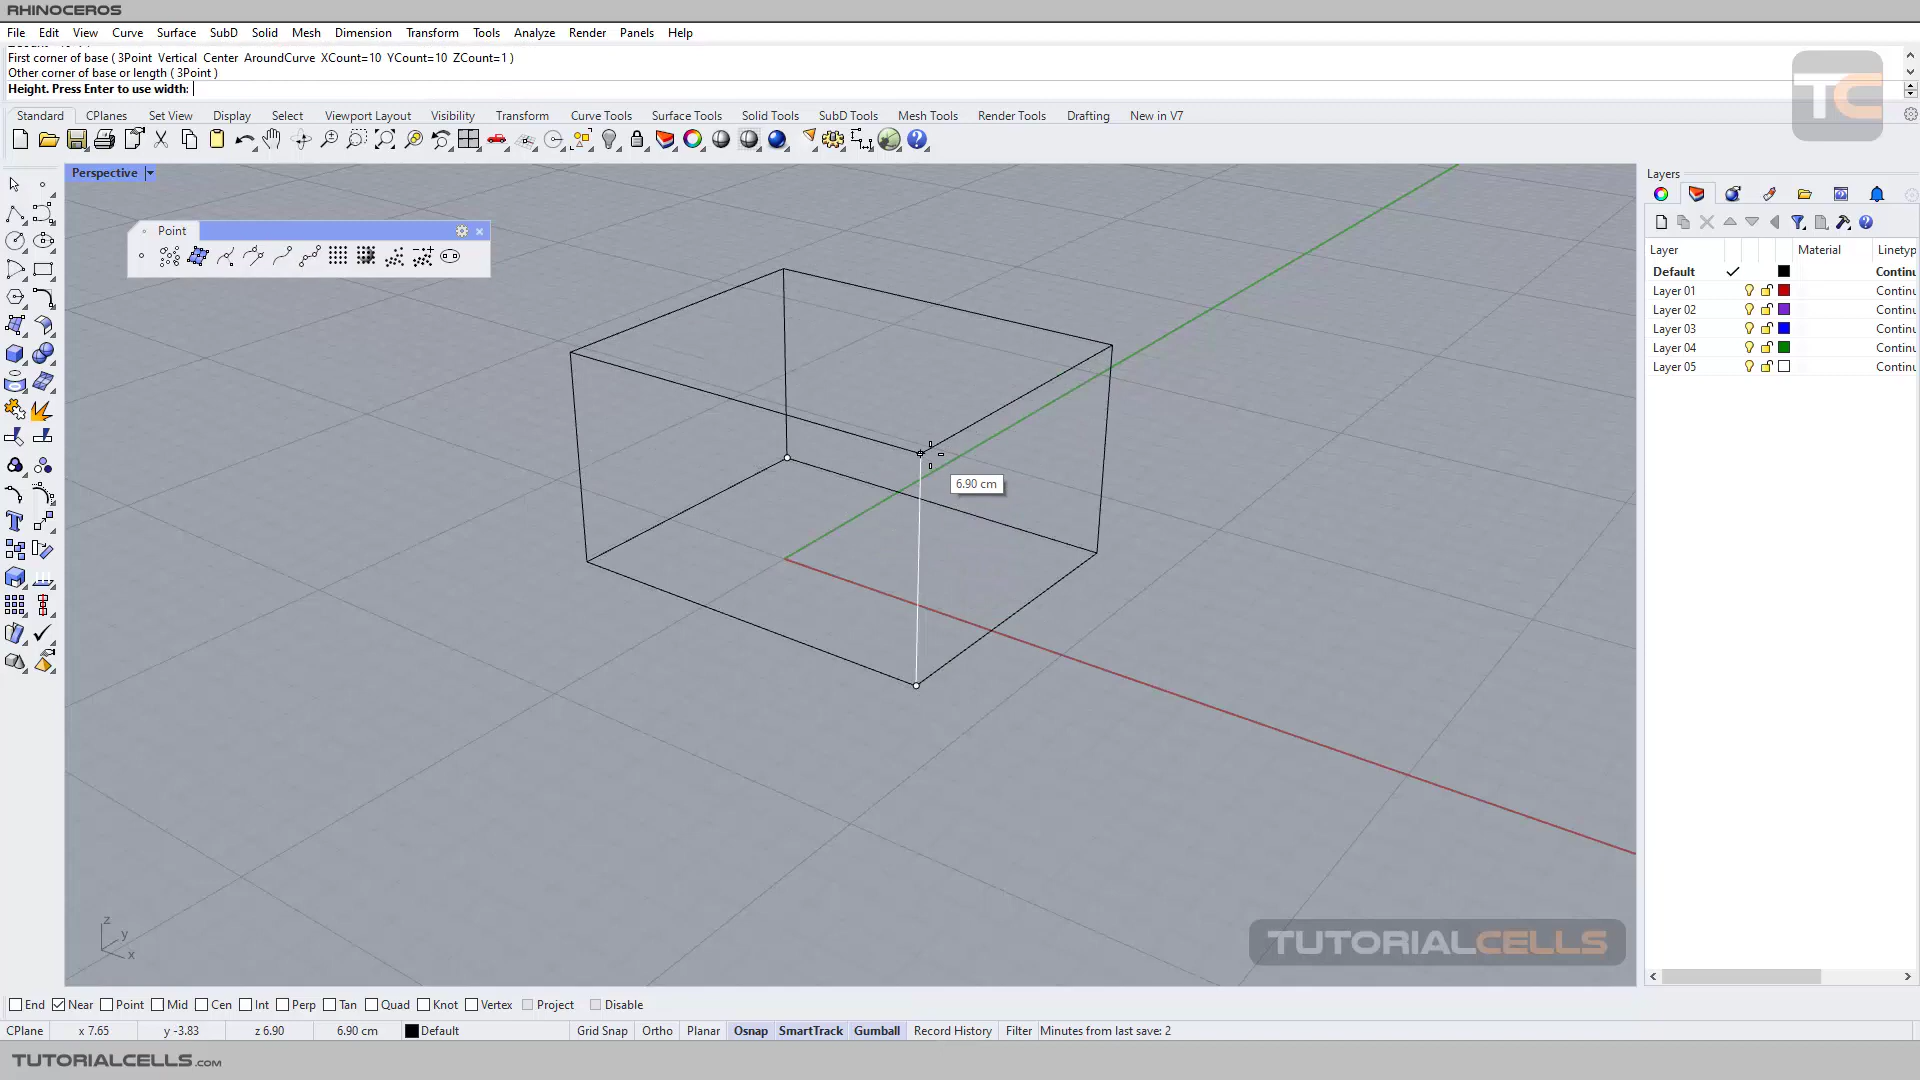 RHINOCEROS
File Edit View Curve Surface SubD Solid Mesh Dimension Transform Tools Analyze Render Panels Help
First corner of base ( 3Point Vertical Center AroundCurve XCount=10 YCount=10 ZCount=1 )
Other corner of base or length ( 3Point )
Height. Press Enter to use width:
TC
Standard CPlanes Set View Display Select Viewport Layout Visibility Transform Curve Tools Surface Tools Solid Tools SubD Tools Mesh Tools Render Tools Drafting New in V7
Perspective
Layers
Point
Layer Material Linetyp
Default Continu
Layer 01 Continu
Layer 02 Continu
Layer 03 Continu
Layer 04 Continu
Layer 05 Continu
6.90 cm
z
y
x
TUTORIALCELLS
End Near Point Mid Cen Int Perp Tan Quad Knot Vertex Project Disable
CPlane x 7.65 y -3.83 z 6.90 6.90 cm Default Grid Snap Ortho Planar Osnap SmartTrack Gumball Record History Filter Minutes from last save: 2
TUTORIALCELLS.COM